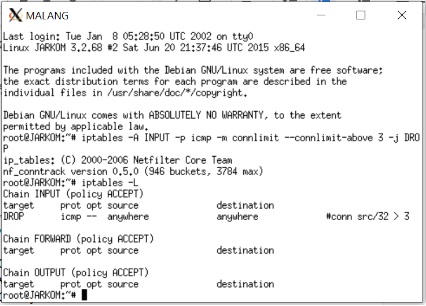 MALANG
Last login: Tue Jan  8 05:28:50 UTC 2002 on tty0
Linux JARKOM 3.2.68 #2 Sat Jun 20 21:37:46 UTC 2015 x86_64
The programs included with the Debian GNU/Linux system are free software;
the exact distribution terms for each program are described in the
individual files in /usr/share/doc/*/copyright.
Debian GNU/Linux comes with ABSOLUTELY NO WARRANTY, to the extent
permitted by applicable law.
root@JARKOM:~# iptables -A INPUT -p icmp -m connlimit --connlimit-above 3 -j DRO
P
ip_tables: (C) 2000-2006 Netfilter Core Team
nf_conntrack version 0.5.0 (946 buckets, 3784 max)
root@JARKOM:~# iptables -L
Chain INPUT (policy ACCEPT)
target     prot opt source               destination
DROP       icmp --  anywhere             anywhere             #conn src/32 > 3
Chain FORWARD (policy ACCEPT)
target     prot opt source               destination
Chain OUTPUT (policy ACCEPT)
target     prot opt source               destination
root@JARKOM:~#